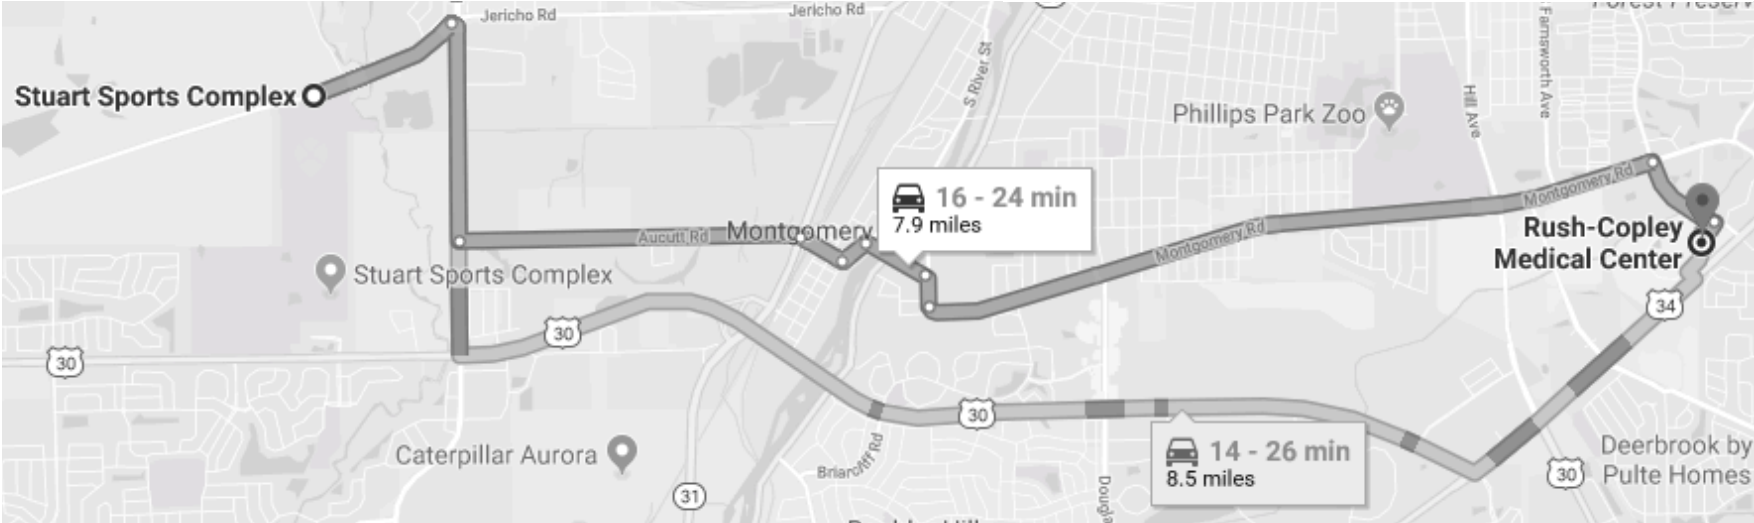 Jericho Rd
Jericho Rd
Stuart Sports Complex
S River St
Phillips Park Zoo
Hill Ave
Farnsworth Ave
16 - 24 min
7.9 miles
Montgomery Rd
Aucutt Rd
Montgomery
Montgomery Rd
Rush-Copley
Medical Center
Stuart Sports Complex
30
30
34
30
14 - 26 min
8.5 miles
Caterpillar Aurora
Briarcliff Rd
31
30
Deerbrook by
Pulte Homes